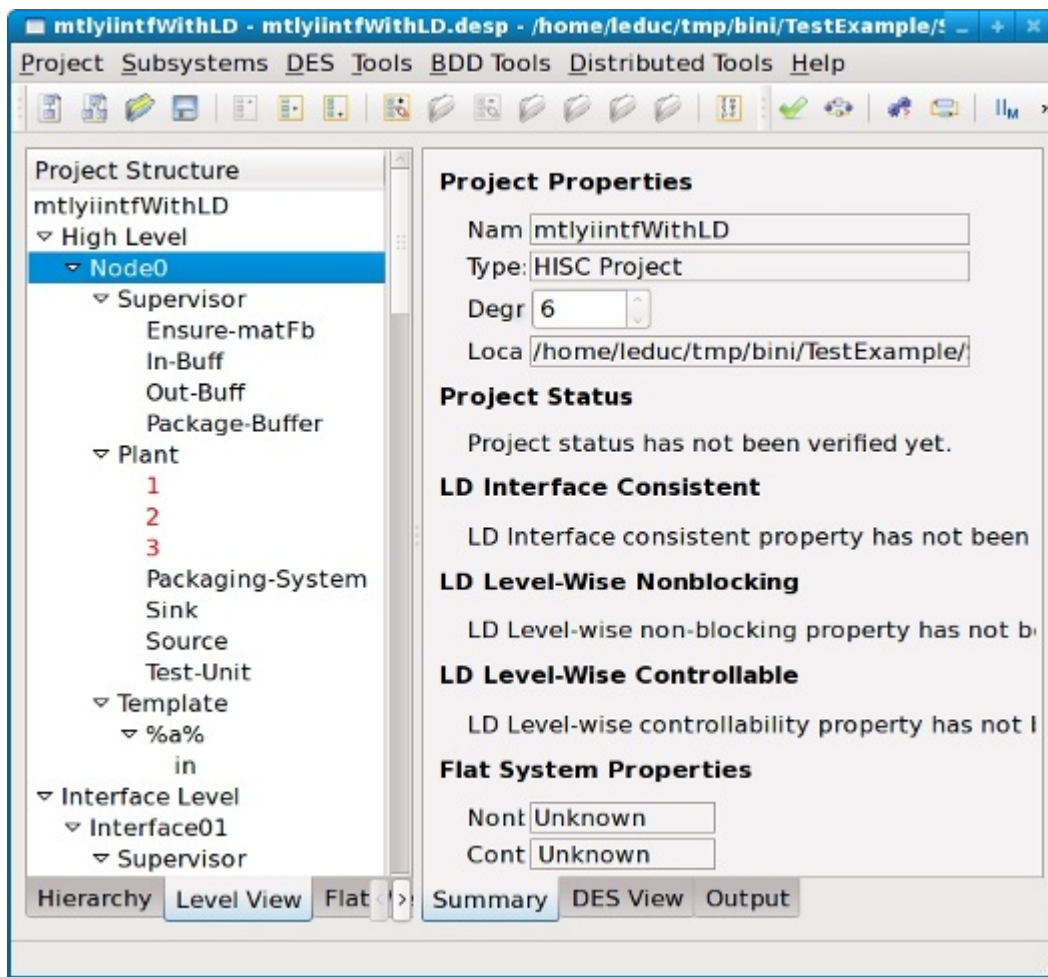 mtlyiintfWithLD - mtlyiintfWithLD.desp - /home/leduc/tmp/bini/TestExample/
Project Subsystems DES Tools BDD Tools Distributed Tools Help
Project Structure
mtlyiintfWithLD
High Level
Node0
Supervisor
Ensure-matFb
In-Buff
Out-Buff
Package-Buffer
Plant
1
2
3
Packaging-System
Sink
Source
Test-Unit
Template
%a%
in
Interface Level
Interface01
Supervisor
Hierarchy Level View Flat
Project Properties
Nam mtlyiintfWithLD
Type: HISC Project
Degr 6
Loca /home/leduc/tmp/bini/TestExample/
Project Status
Project status has not been verified yet.
LD Interface Consistent
LD Interface consistent property has not been
LD Level-Wise Nonblocking
LD Level-wise non-blocking property has not b
LD Level-Wise Controllable
LD Level-wise controllability property has not
Flat System Properties
Nont Unknown
Cont Unknown
Summary DES View Output